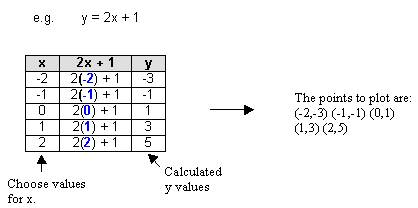 e.g. y = 2x + 1
x 2x + 1 y
-2 2(-2) + 1 -3
-1 2(-1) + 1 -1
0 2(0) + 1 1
1 2(1) + 1 3
2 2(2) + 1 5
The points to plot are:
(-2,-3) (-1,-1) (0,1)
(1,3) (2,5)
Choose values
for x.
Calculated
y values